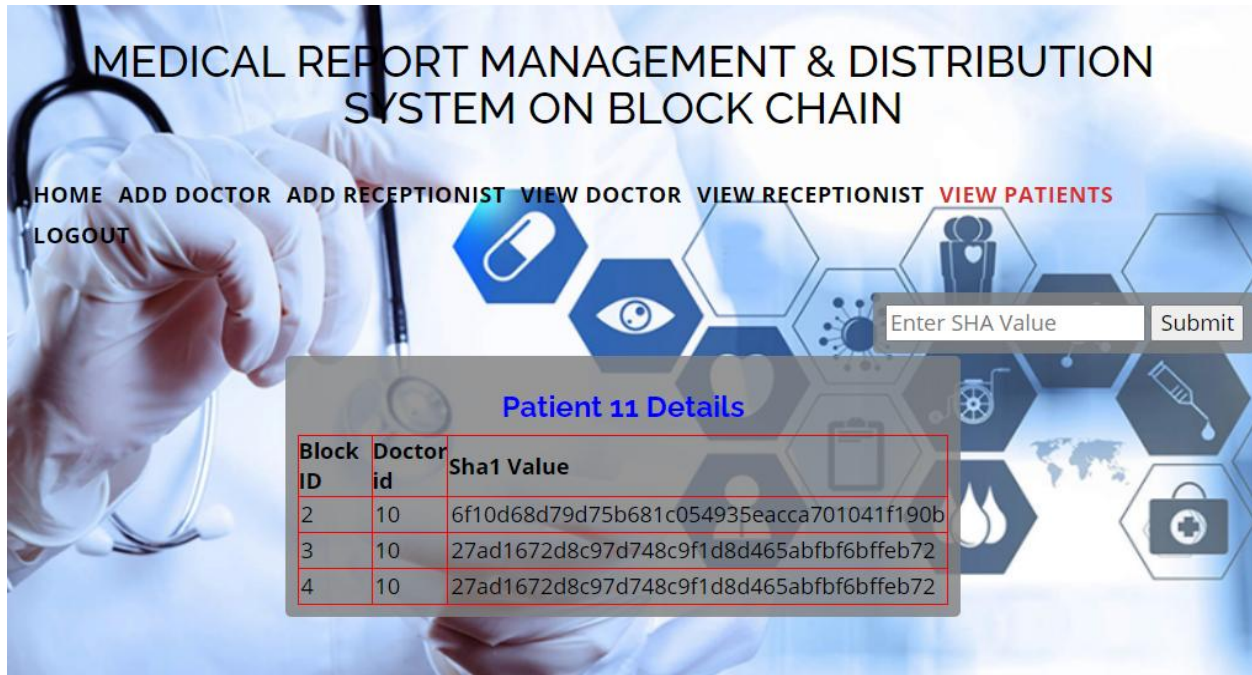 MEDICAL REPORT MANAGEMENT & DISTRIBUTION
SYSTEM ON BLOCK CHAIN
HOME ADD DOCTOR ADD RECEPTIONIST VIEW DOCTOR VIEW RECEPTIONIST VIEW PATIENTS
LOGOUT
Enter SHA Value Submit
Patient 11 Details
Block ID Doctor id Sha1 Value
2 10 6f10d68d79d75b681c054935eacca701041f190b
3 10 27ad1672d8c97d748c9f1d8d465abfbf6bffeb72
4 10 27ad1672d8c97d748c9f1d8d465abfbf6bffeb72